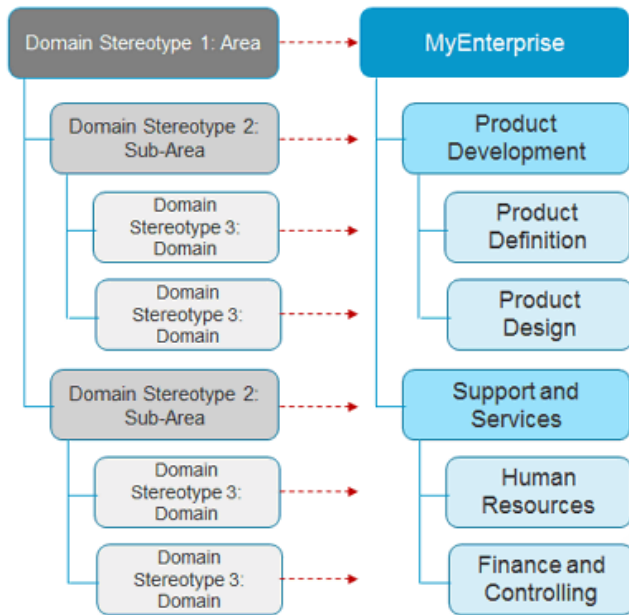 Domain Stereotype 1: Area
MyEnterprise
Domain Stereotype 2:
Sub-Area
Product
Development
Domain
Stereotype 3:
Domain
Product
Definition
Domain
Stereotype 3:
Domain
Product
Design
Domain Stereotype 2:
Sub-Area
Support and
Services
Domain
Stereotype 3:
Domain
Human
Resources
Domain
Stereotype 3:
Domain
Finance and
Controlling